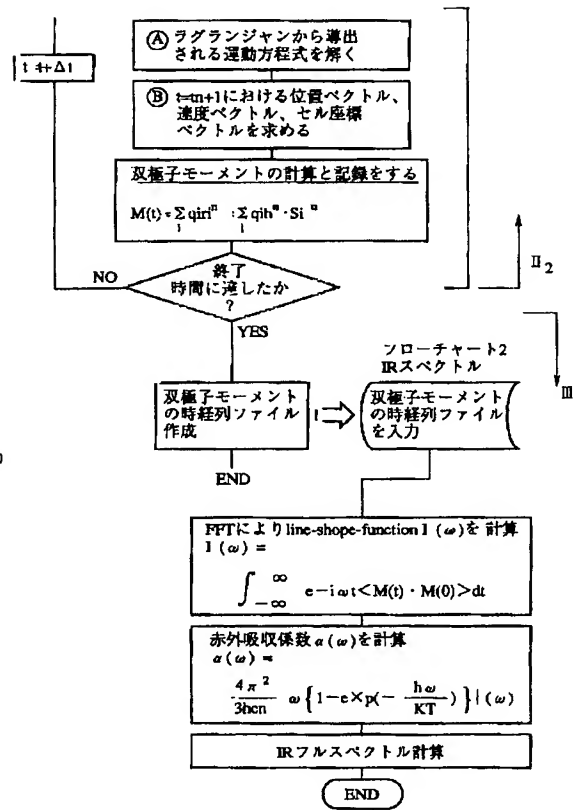 Ⓐ ラグランジャンから導出
される運動方程式を解く
t ++Δt
Ⓑ t=tn+1における位置ベクトル、
速度ベクトル、セル座標
ベクトルを求める
双極子モーメントの計算と記録をする
M(t) = Σ qiriⁿ : Σ qihⁿ・Si ⁿ
i i
NO
終了
時間に達したか
?
YES
II₂
フローチャート2
IRスペクトル
III
双極子モーメント
の時経列ファイル
作成
双極子モーメント
の時経列ファイル
を入力
END
FFTによりline-shope-function I (ω)を 計算
I (ω) =
∫ ∞ −∞ e−iωt<M(t)・M(0)>dt
赤外吸収係数 α(ω)を計算
α(ω) =
4π²/3hcn ω{1−e×p(− hω/KT)}I(ω)
IRフルスペクトル計算
END